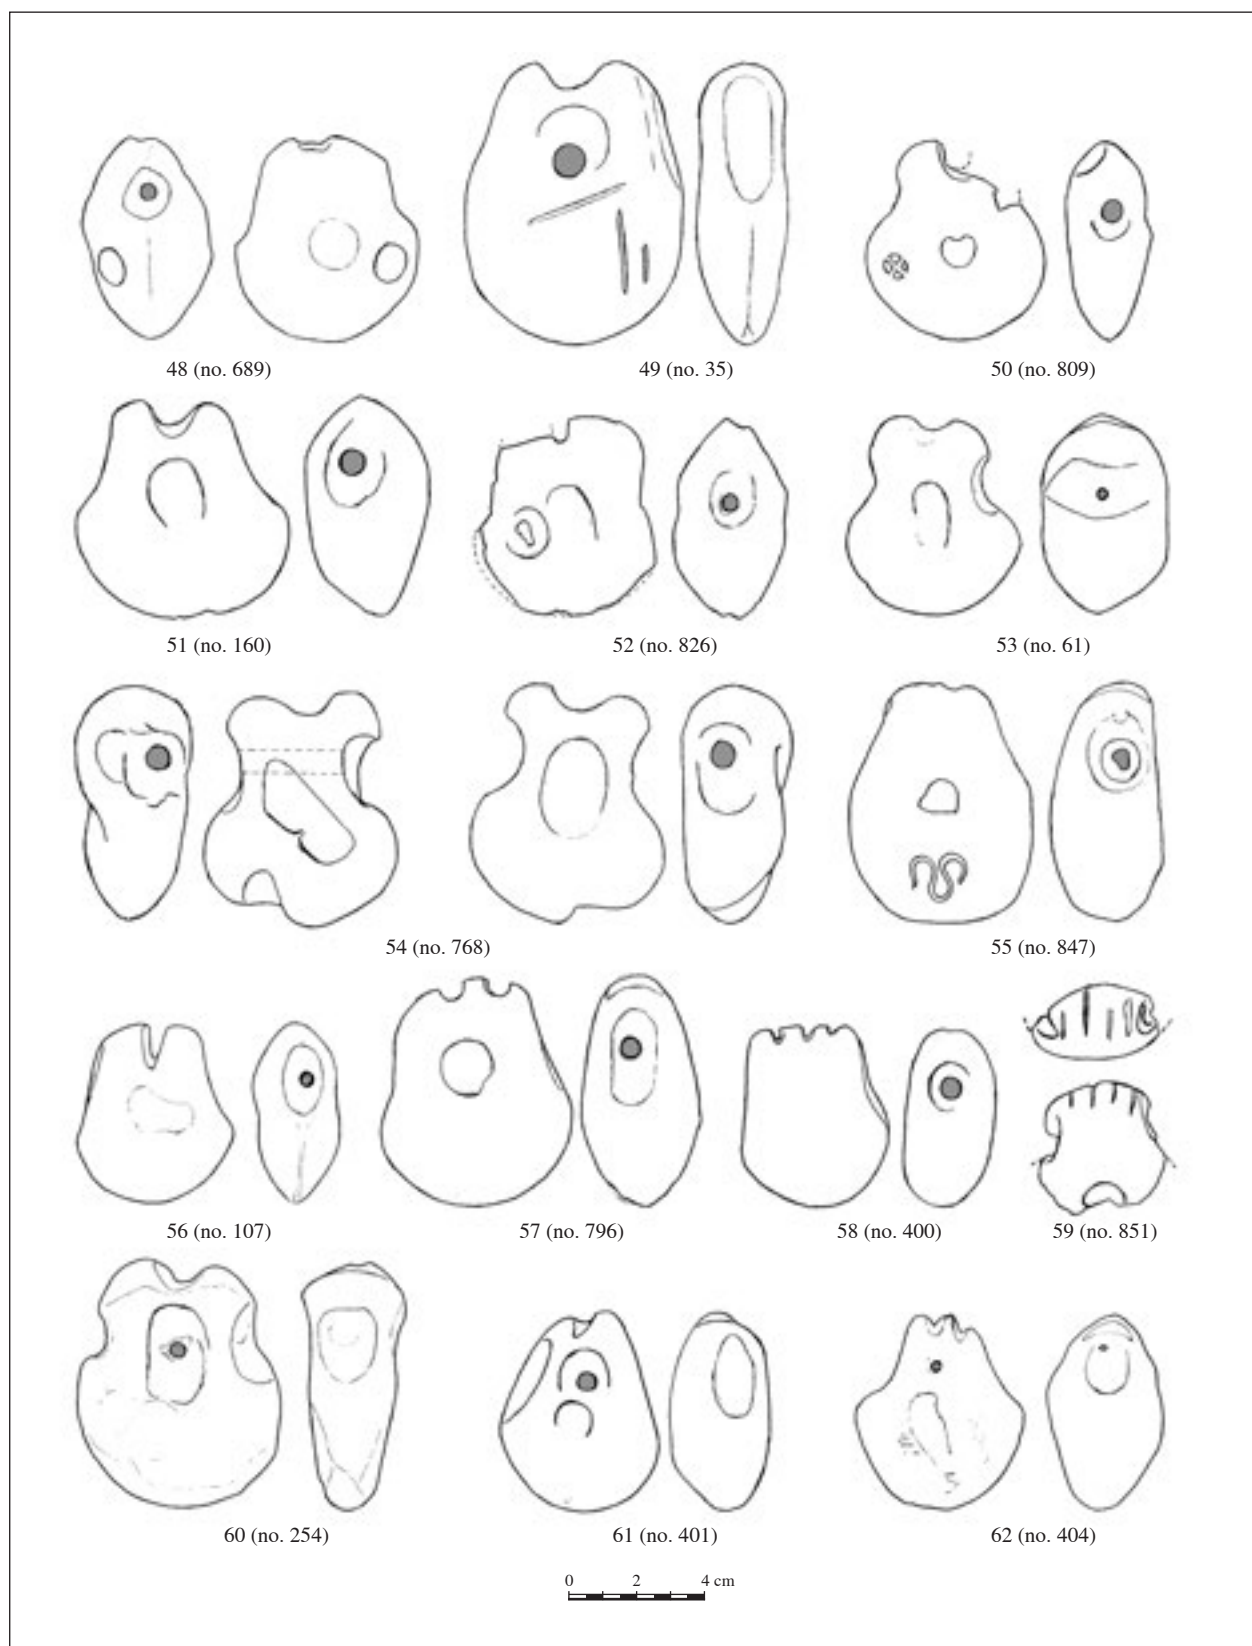 48 (no. 689)
49 (no. 35)
50 (no. 809)
51 (no. 160)
52 (no. 826)
53 (no. 61)
54 (no. 768)
55 (no. 847)
56 (no. 107)
57 (no. 796)
58 (no. 400)
59 (no. 851)
60 (no. 254)
61 (no. 401)
62 (no. 404)
0 2 4 cm